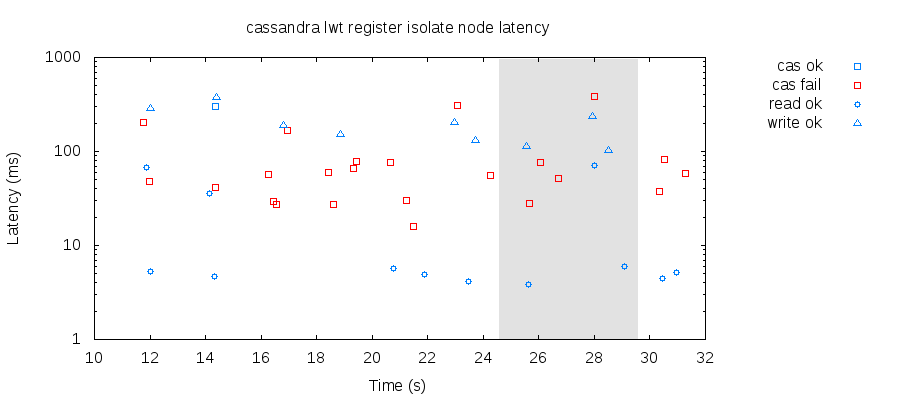 cassandra lwt register isolate node latency
cas ok
cas fail
read ok
write ok
Latency (ms)
1000
100
10
1
10 12 14 16 18 20 22 24 26 28 30 32
Time (s)